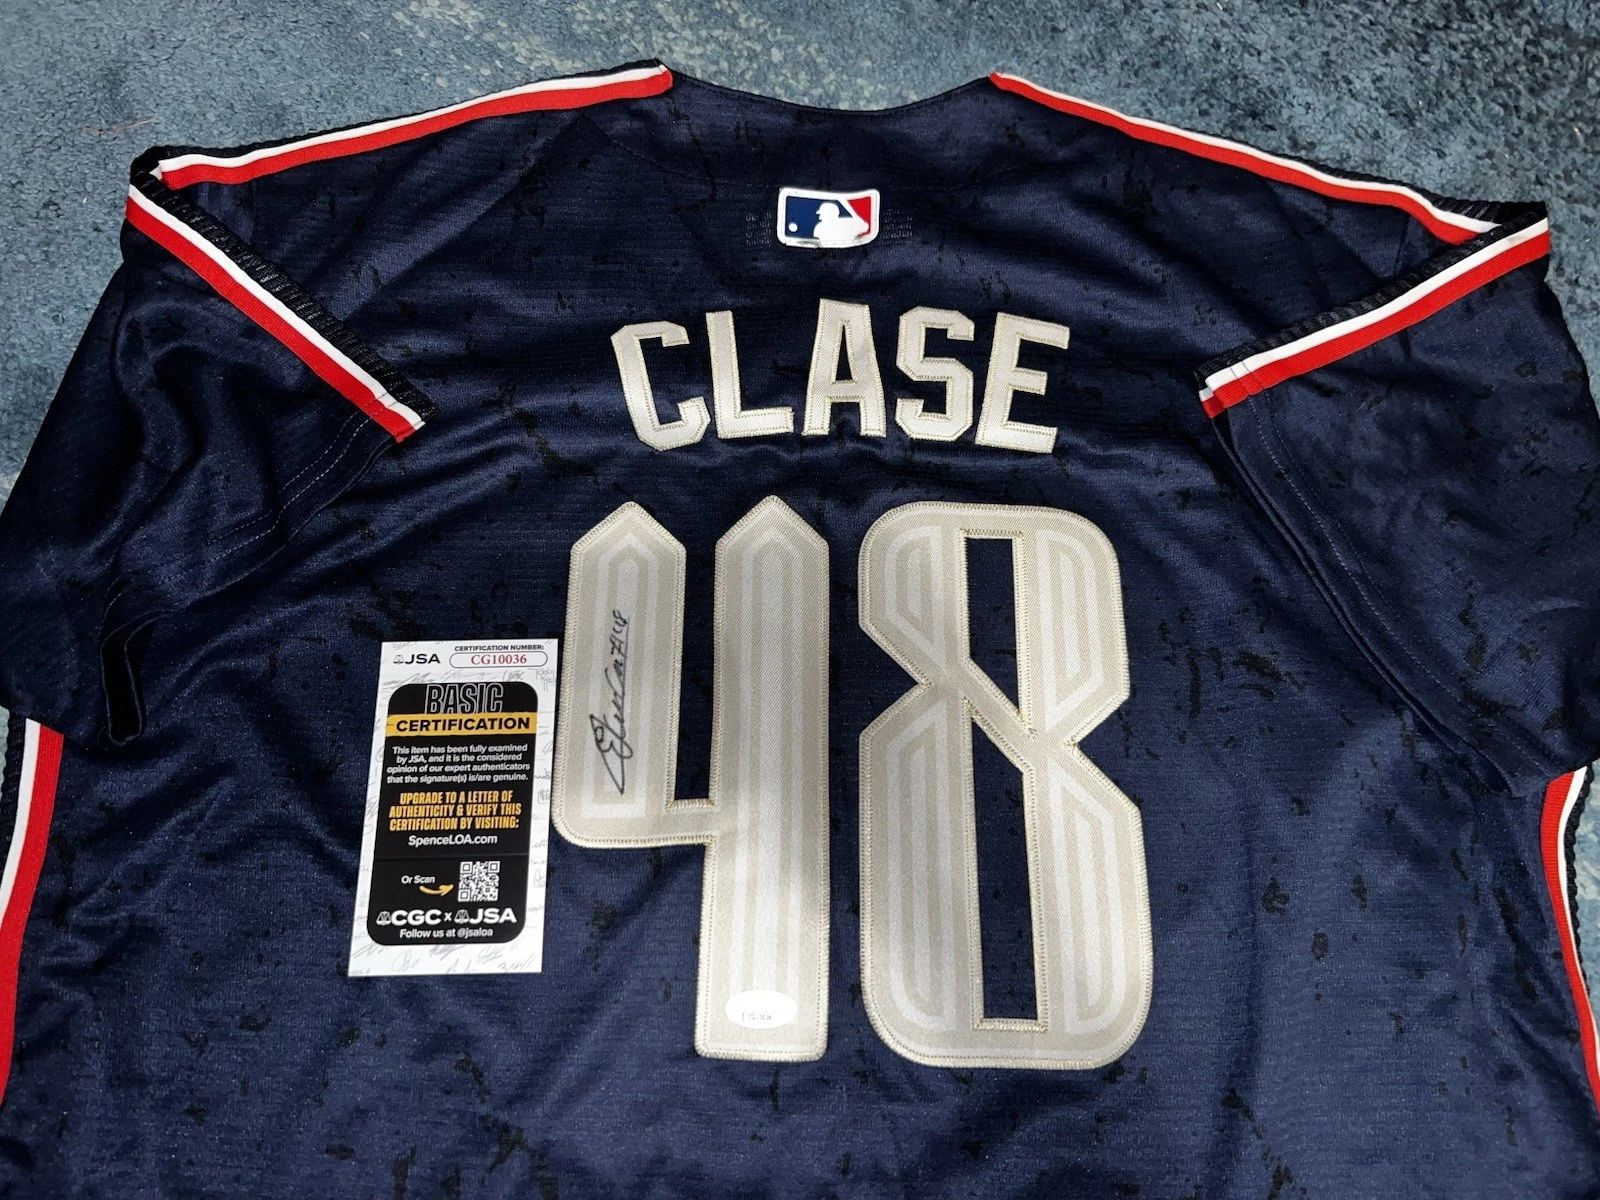 CLASE
48
#48
JSA
CERTIFICATION NUMBER:
CG10036
BASIC
CERTIFICATION
This item has been fully examined
by JSA, and it is the considered
opinion of our expert authenticators
that the signature(s) is/are genuine.
UPGRADE TO A LETTER OF
AUTHENTICITY & VERIFY THIS
CERTIFICATION BY VISITING:
SpenceLOA.com
Or Scan
CGC x JSA
Follow us at @jsaloa